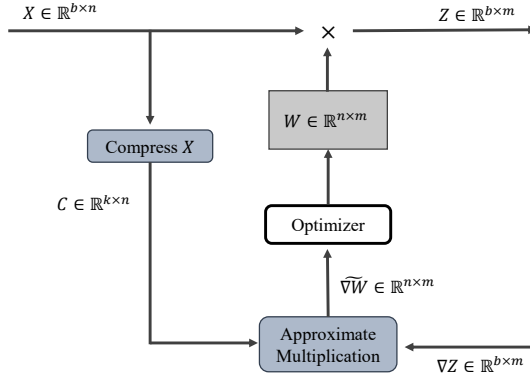 X ∈ ℝ^{b×n}
Z ∈ ℝ^{b×m}
×
W ∈ ℝ^{n×m}
Compress X
C ∈ ℝ^{k×n}
Optimizer
∇̃W ∈ ℝ^{n×m}
Approximate
Multiplication
∇Z ∈ ℝ^{b×m}